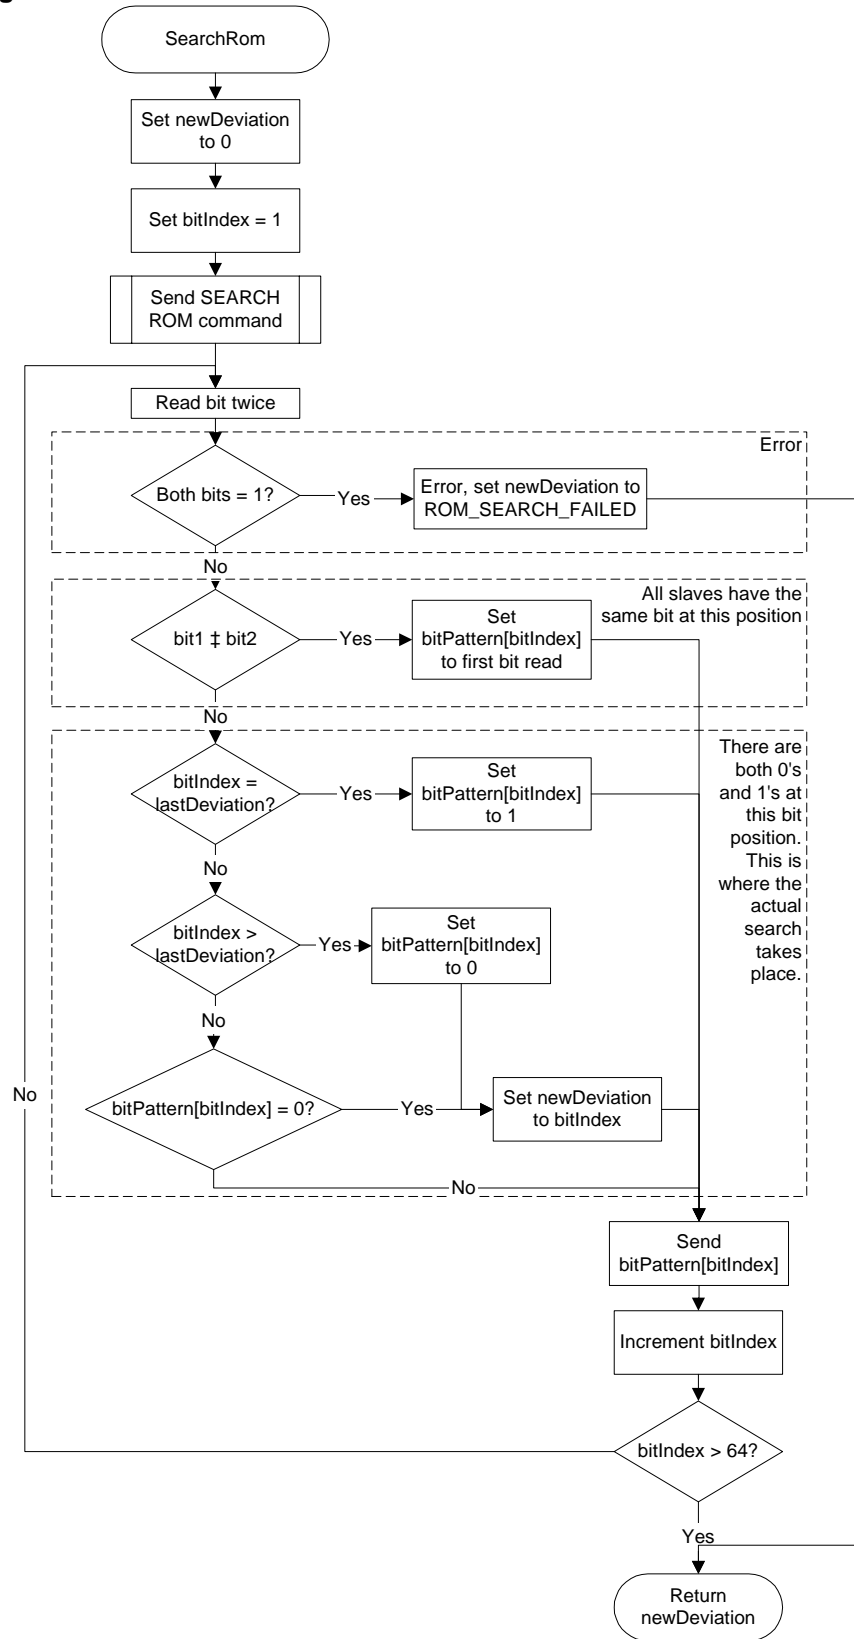 SearchRom
Set newDeviation
to 0
Set bitIndex = 1
Send SEARCH
ROM command
Read bit twice
Error
Both bits = 1?
Yes
Error, set newDeviation to
ROM_SEARCH_FAILED
No
All slaves have the
same bit at this position
bit1 ‡ bit2
Yes
Set
bitPattern[bitIndex]
to first bit read
No
There are
both 0's
and 1's at
this bit
position.
This is
where the
actual
search
takes
place.
bitIndex =
lastDeviation?
Yes
Set
bitPattern[bitIndex]
to 1
No
bitIndex >
lastDeviation?
Yes
Set
bitPattern[bitIndex]
to 0
No
bitPattern[bitIndex] = 0?
Yes
Set newDeviation
to bitIndex
No
No
Send
bitPattern[bitIndex]
Increment bitIndex
bitIndex > 64?
Yes
Return
newDeviation